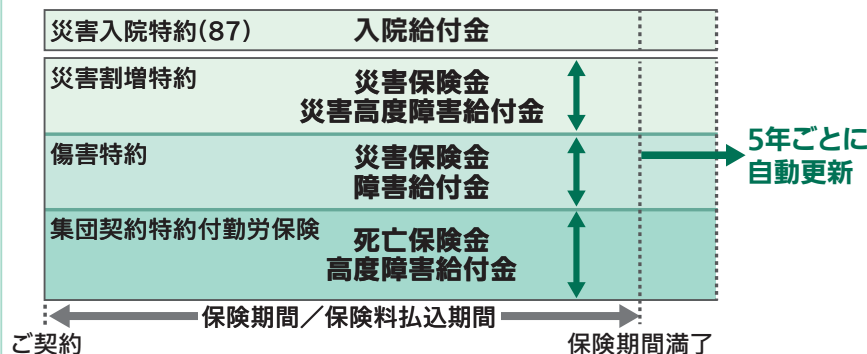 災害入院特約(87)
入院給付金
災害割増特約
災害保険金
災害高度障害給付金
傷害特約
災害保険金
障害給付金
集団契約特約付勤労保険
死亡保険金
高度障害給付金
5年ごとに
自動更新
保険期間／保険料払込期間
ご契約
保険期間満了